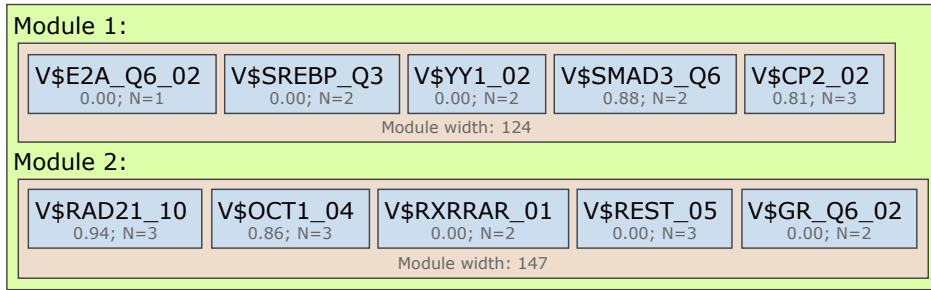 Module 1:
V$E2A_Q6_02 V$SREBP_Q3 V$YY1_02 V$SMAD3_Q6 V$CP2_02
0.00; N=1 0.00; N=2 0.00; N=2 0.88; N=2 0.81; N=3
Module width: 124
Module 2:
V$RAD21_10 V$OCT1_04 V$RXRRAR_01 V$REST_05 V$GR_Q6_02
0.94; N=3 0.86; N=3 0.00; N=2 0.00; N=3 0.00; N=2
Module width: 147